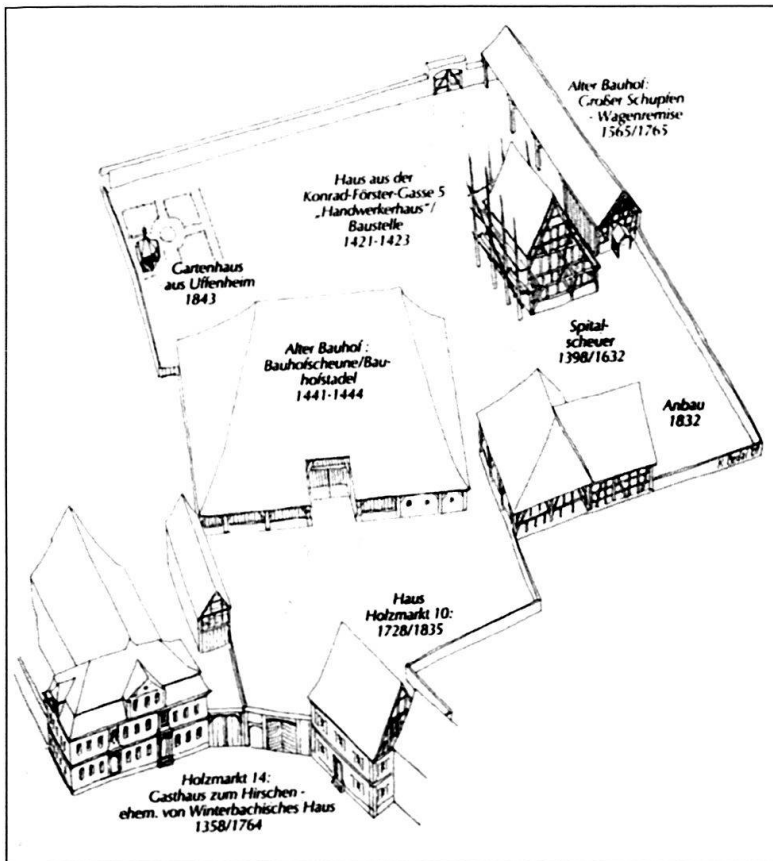 Alter Bauhof:
Großer Schupfen
- Wagenremise
1565/1765
Haus aus der
Konrad-Förster-Gasse 5
„Handwerkerhaus"/
Baustelle
1421-1423
Gartenhaus
aus Uffenheim
1843
Alter Bauhof :
Bauhofscheune/Bau-
hofstadel
1441-1444
Spital-
scheuer
1398/1632
Anbau
1832
Haus
Holzmarkt 10:
1728/1835
Holzmarkt 14:
Gasthaus zum Hirschen -
ehem. von Winterbachisches Haus
1358/1764